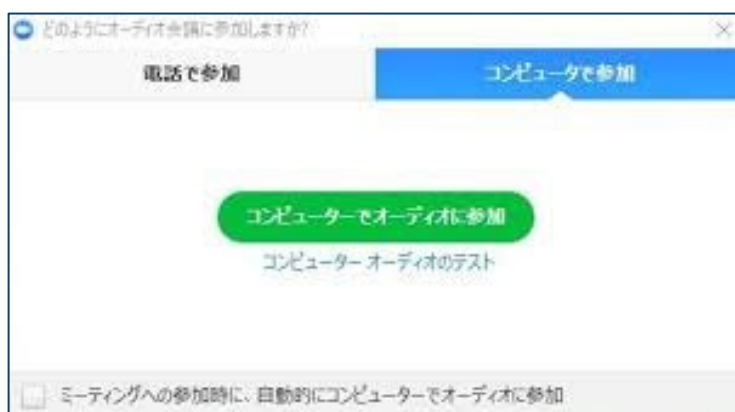 どのようにオーディオ会議に参加しますか?
電話で参加
コンピュータで参加
コンピューターでオーディオに参加
コンピューター オーディオのテスト
ミーティングへの参加時に、自動的にコンピューターでオーディオに参加